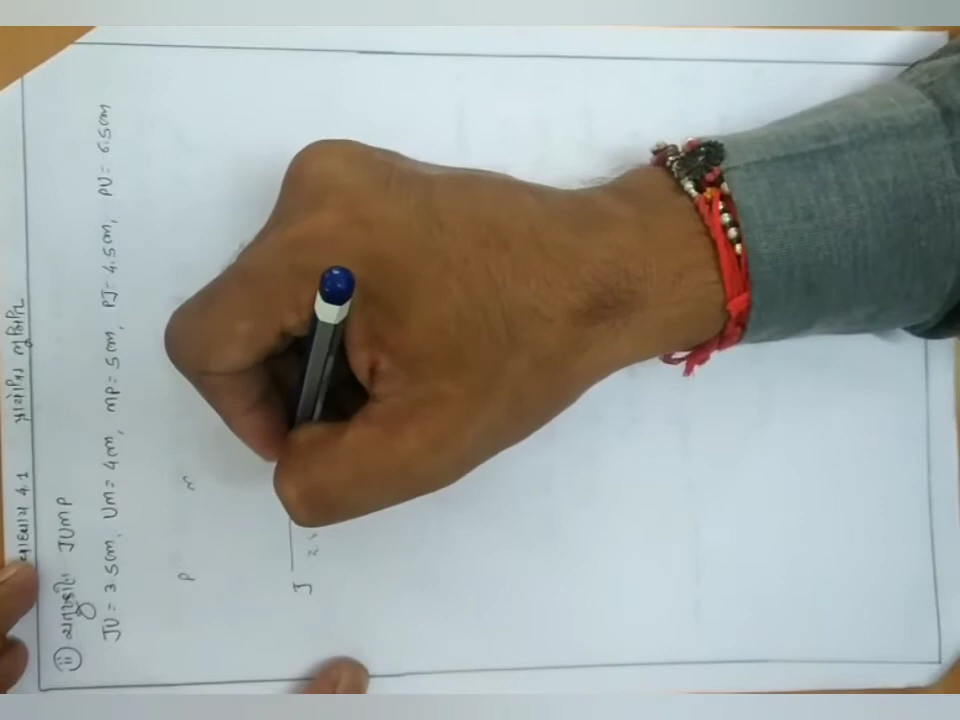 સ્વાધ્યાય 4.1 પ્રાયોગિક ભૂમિતિ
(ii) ચતુષ્કોણ JUMP
JU = 3.5cm, UM = 4cm, MP = 5cm, PJ = 4.5cm, PU = 6.5cm
P M
J